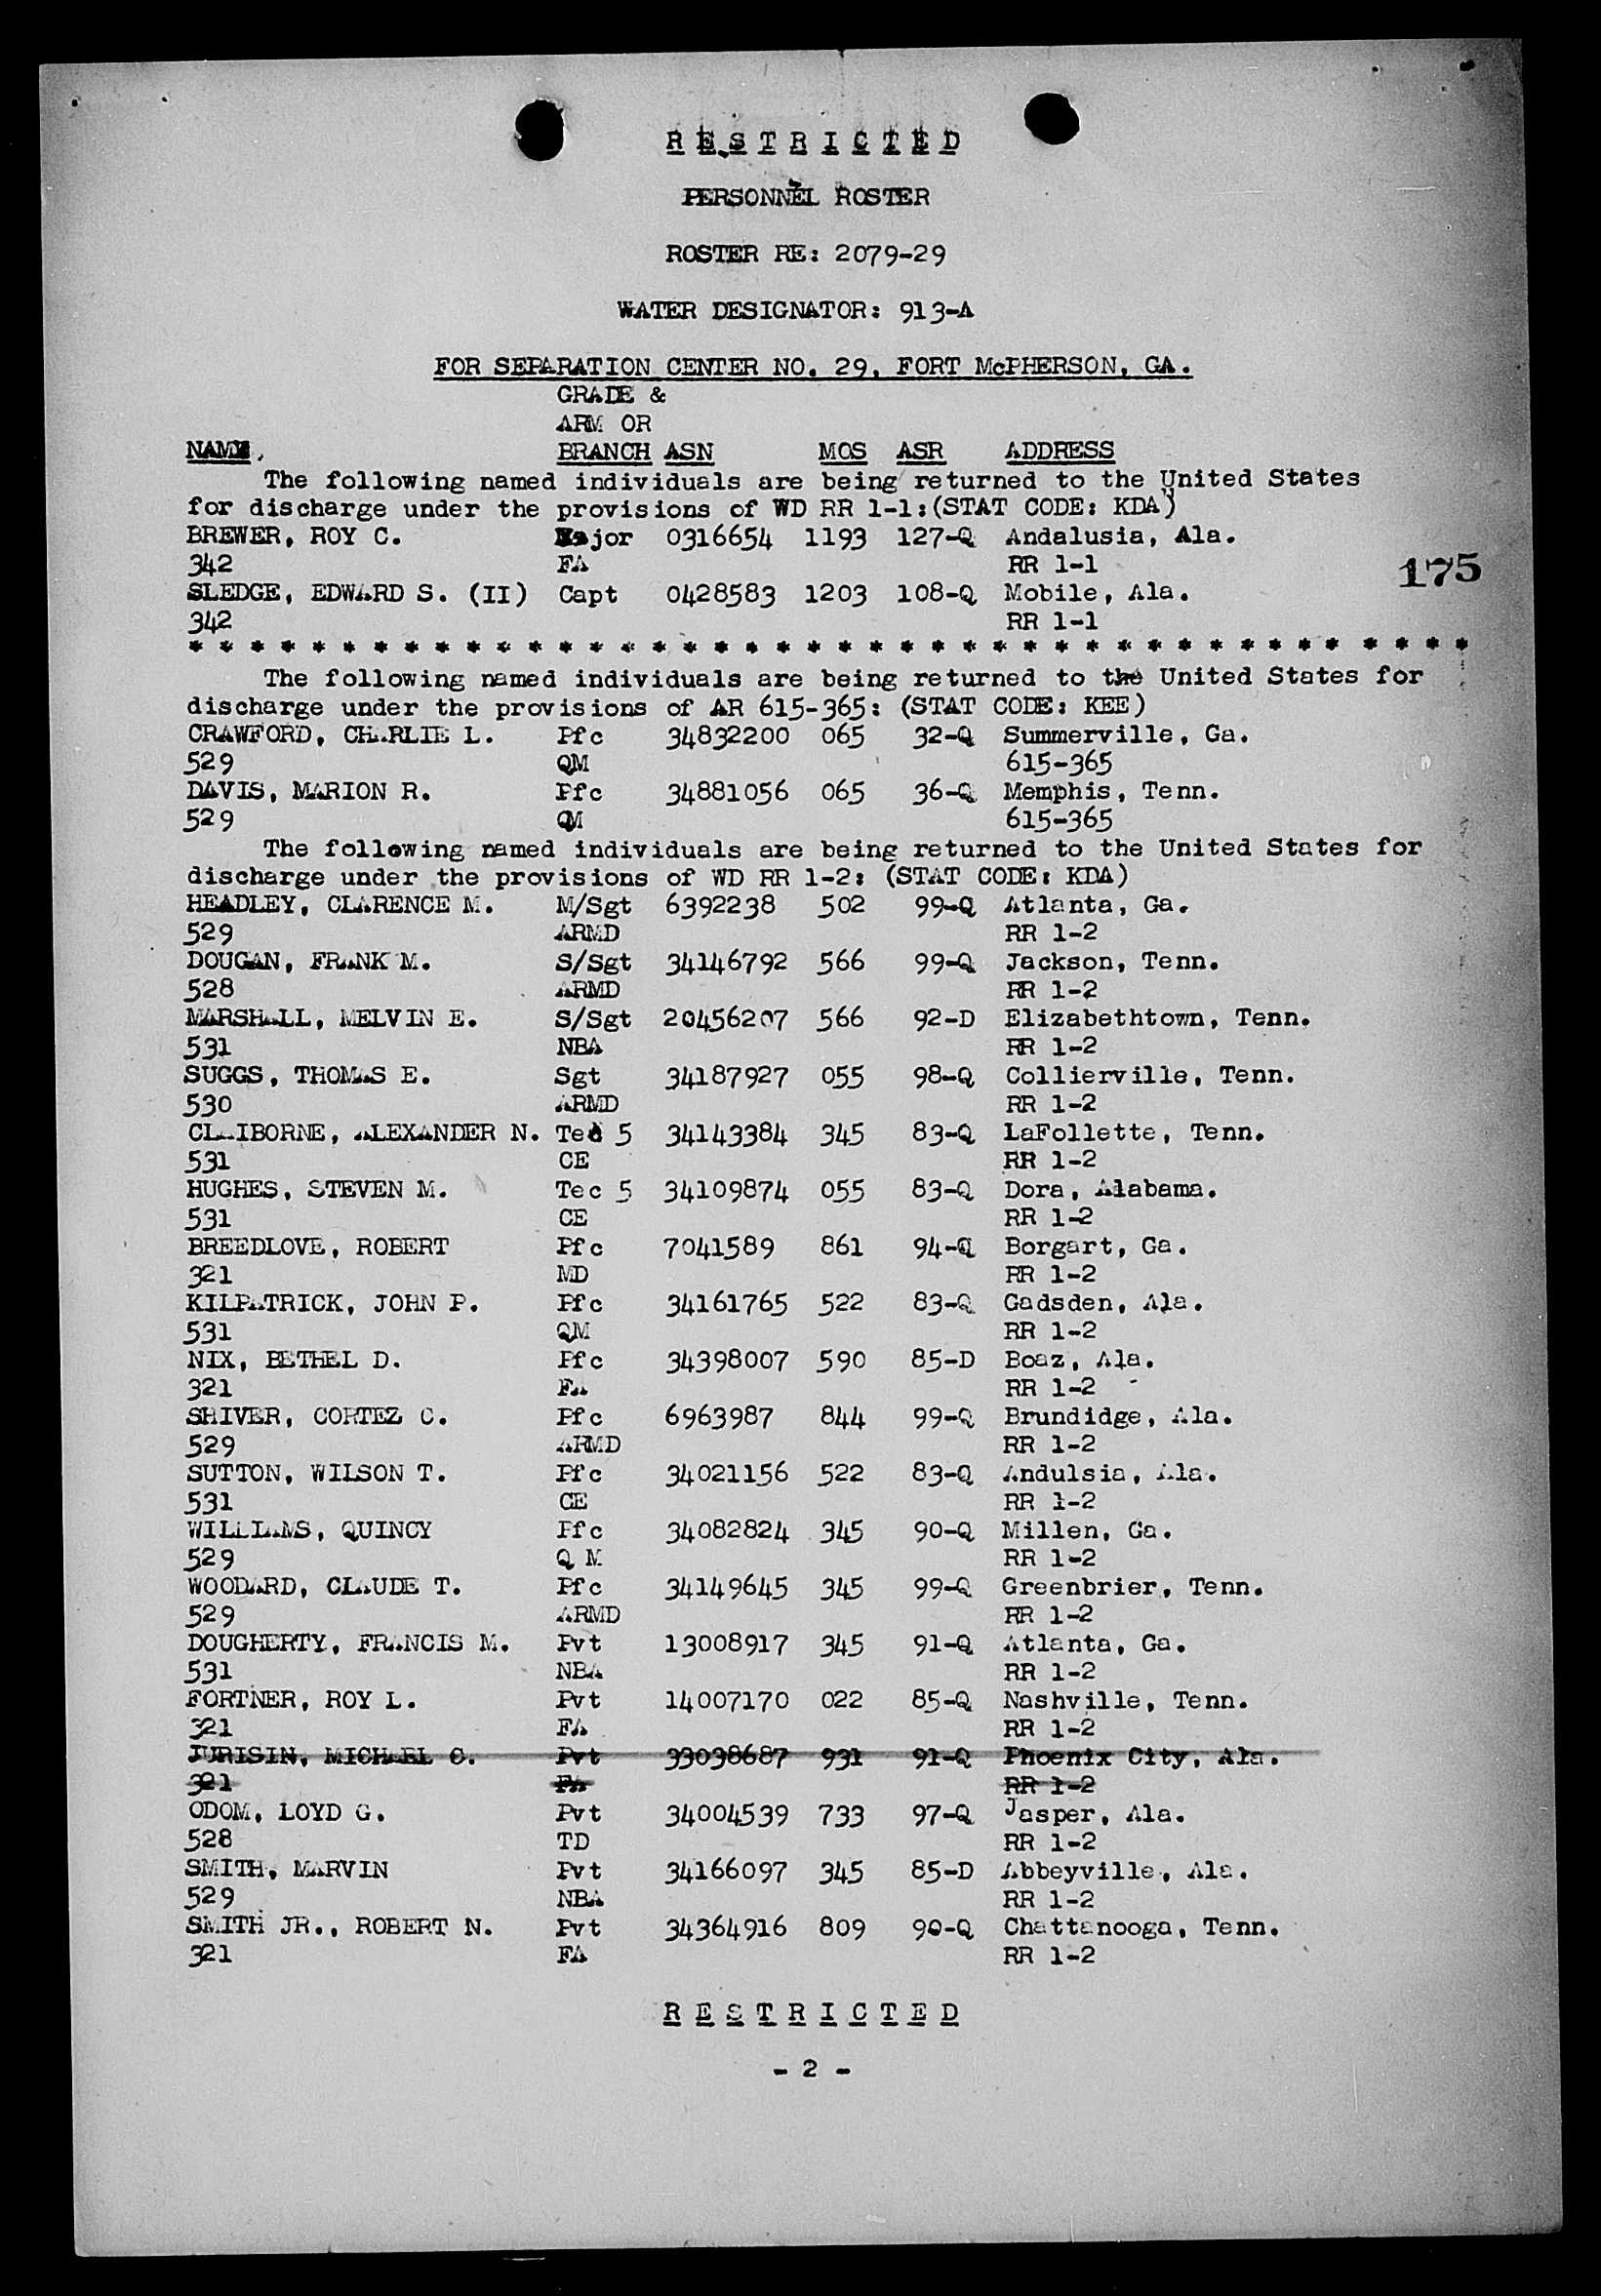 R E S T R I C T E D
PERSONNEL ROSTER
ROSTER RE: 2079-29
WATER DESIGNATOR: 913-A
FOR SEPARATION CENTER NO. 29, FORT McPHERSON, GA.
GRADE &
ARM OR
NAME, BRANCH ASN MOS ASR ADDRESS
The following named individuals are being returned to the United States
for discharge under the provisions of WD RR 1-1:(STAT CODE: KDA)
BREWER, ROY C. Major 0316654 1193 127-Q Andalusia, Ala.
342 FA RR 1-1
175
SLEDGE, EDWARD S. (II) Capt 0428583 1203 108-Q Mobile, Ala.
342 RR 1-1
* * * * * * * * * * * * * * * * * * * * * * * * * * * * * * * * * * * * * * * * * *
The following named individuals are being returned to the United States for
discharge under the provisions of AR 615-365: (STAT CODE: KEE)
CRAWFORD, CHARLIE L. Pfc 34832200 065 32-Q Summerville, Ga.
529 QM 615-365
DAVIS, MARION R. Pfc 34881056 065 36-Q Memphis, Tenn.
529 QM 615-365
The following named individuals are being returned to the United States for
discharge under the provisions of WD RR 1-2: (STAT CODE: KDA)
HEADLEY, CLARENCE M. M/Sgt 6392238 502 99-Q Atlanta, Ga.
529 ARMD RR 1-2
DOUGAN, FRANK M. S/Sgt 34146792 566 99-Q Jackson, Tenn.
528 ARMD RR 1-2
MARSHALL, MELVIN E. S/Sgt 20456207 566 92-D Elizabethtown, Tenn.
531 NBA RR 1-2
SUGGS, THOMAS E. Sgt 34187927 055 98-Q Collierville, Tenn.
530 ARMD RR 1-2
CLAIBORNE, ALEXANDER N. Tec 5 34143384 345 83-Q LaFollette, Tenn.
531 CE RR 1-2
HUGHES, STEVEN M. Tec 5 34109874 055 83-Q Dora, Alabama.
531 CE RR 1-2
BREEDLOVE, ROBERT Pfc 7041589 861 94-Q Borgart, Ga.
321 MD RR 1-2
KILPATRICK, JOHN P. Pfc 34161765 522 83-Q Gadsden, Ala.
531 QM RR 1-2
NIX, BETHEL D. Pfc 34398007 590 85-D Boaz, Ala.
321 FA RR 1-2
SHIVER, CORTEZ C. Pfc 6963987 844 99-Q Brundidge, Ala.
529 ARMD RR 1-2
SUTTON, WILSON T. Pfc 34021156 522 83-Q Andulsia, Ala.
531 CE RR 1-2
WILLIAMS, QUINCY Pfc 34082824 345 90-Q Millen, Ga.
529 Q M RR 1-2
WOODARD, CLAUDE T. Pfc 34149645 345 99-Q Greenbrier, Tenn.
529 ARMD RR 1-2
DOUGHERTY, FRANCIS M. Pvt 13008917 345 91-Q Atlanta, Ga.
531 NBA RR 1-2
FORTNER, ROY L. Pvt 14007170 022 85-Q Nashville, Tenn.
321 FA RR 1-2
JURISIN, MICHAEL O. Pvt 33038687 931 91-Q Phoenix City, Ala.
321 FA RR 1-2
ODOM, LOYD G. Pvt 34004539 733 97-Q Jasper, Ala.
528 TD RR 1-2
SMITH, MARVIN Pvt 34166097 345 85-D Abbeyville, Ala.
529 NBA RR 1-2
SMITH JR., ROBERT N. Pvt 34364916 809 90-Q Chattanooga, Tenn.
321 FA RR 1-2
R E S T R I C T E D
- 2 -